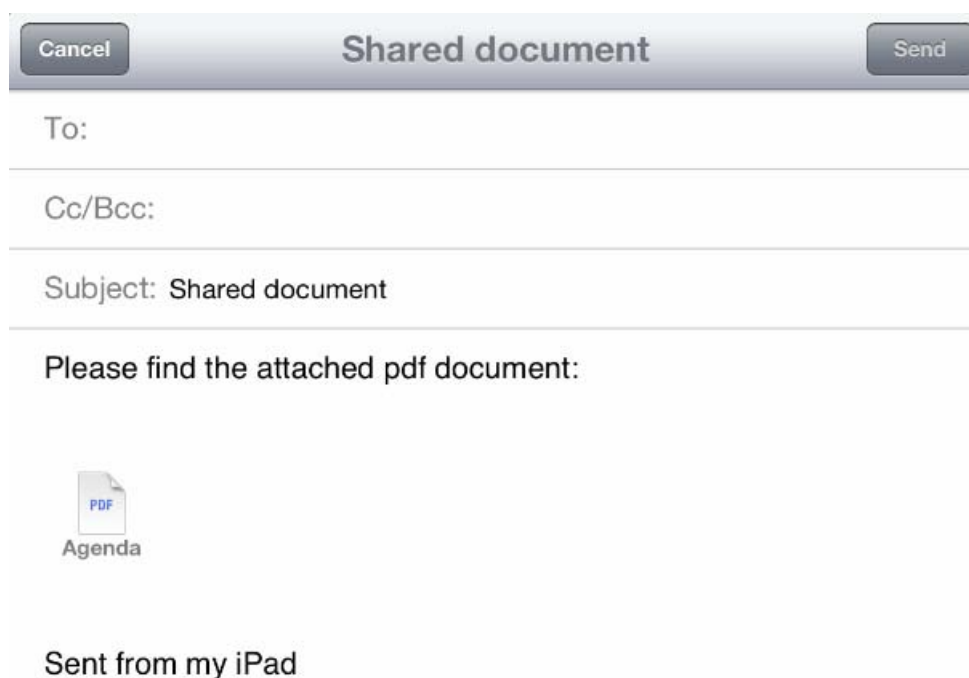 Cancel Shared document Send
To:
Cc/Bcc:
Subject: Shared document
Please find the attached pdf document:
PDF
Agenda
Sent from my iPad